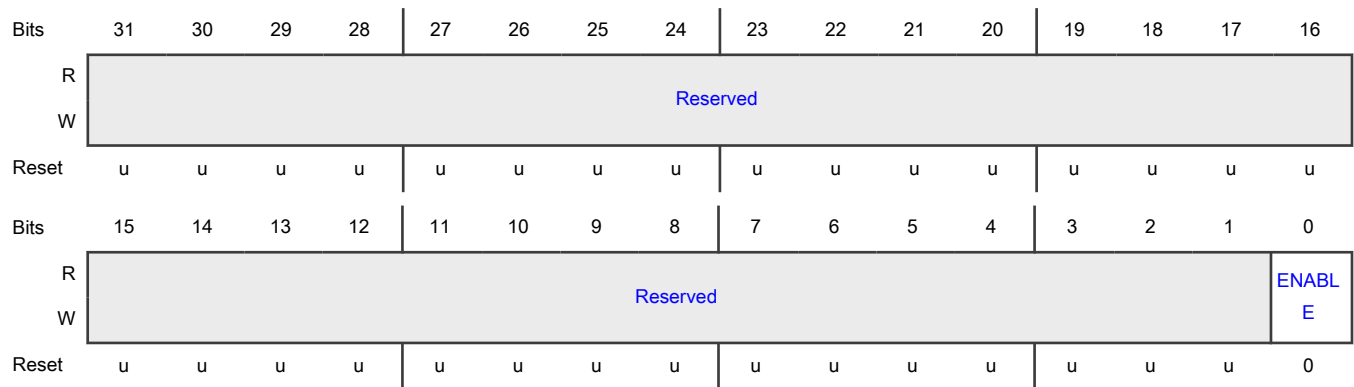 Bits 31 30 29 28 27 26 25 24 23 22 21 20 19 18 17 16
R
Reserved
W
Reset u u u u u u u u u u u u u u u u
Bits 15 14 13 12 11 10 9 8 7 6 5 4 3 2 1 0
R
Reserved
ENABL
E
W
Reset u u u u u u u u u u u u u u u 0